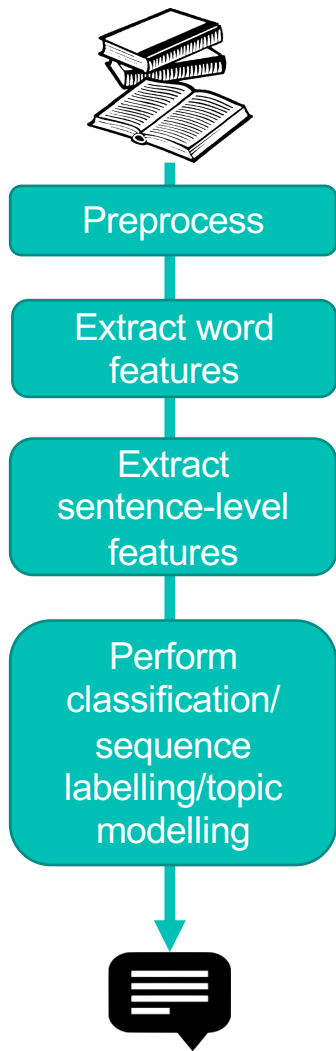 Preprocess
Extract word
features
Extract
sentence-level
features
Perform
classification/
sequence
labelling/topic
modelling